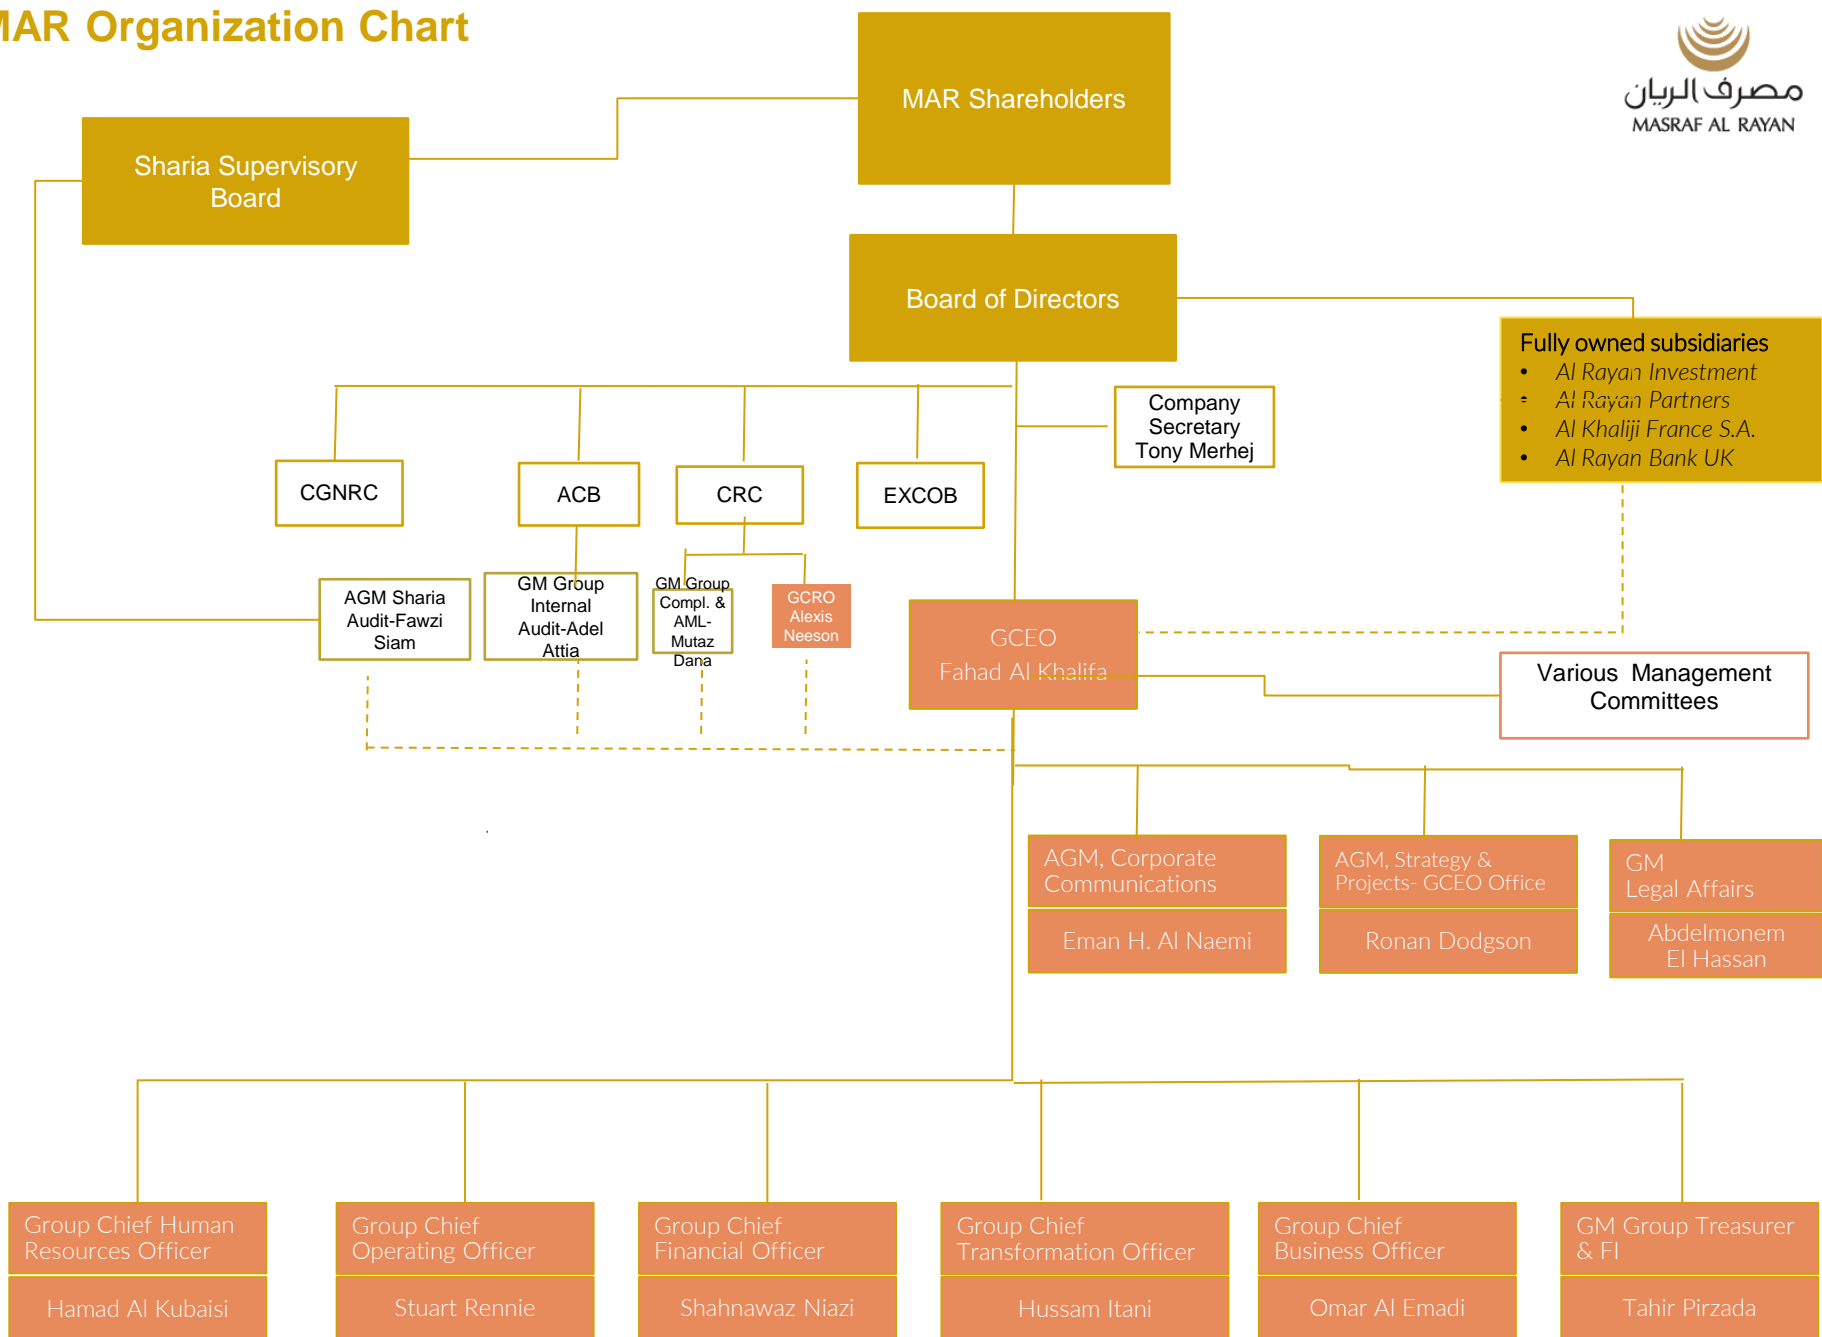 MAR Organization Chart
مصرف الريان
MASRAF AL RAYAN
MAR Shareholders
Sharia Supervisory
Board
Board of Directors
Fully owned subsidiaries
• Al Rayan Investment
• Al Rayan Partners
• Al Khaliji France S.A.
• Al Rayan Bank UK
Company
Secretary
Tony Merhej
CGNRC
ACB
CRC
EXCOB
AGM Sharia
Audit-Fawzi
Siam
GM Group
Internal
Audit-Adel
Attia
GM Group
Compl. &
AML-
Mutaz
Dana
GCRO
Alexis
Neeson
GCEO
Fahad Al Khalifa
Various Management
Committees
AGM, Corporate
Communications
Eman H. Al Naemi
AGM, Strategy &
Projects- GCEO Office
Ronan Dodgson
GM
Legal Affairs
Abdelmonem
El Hassan
Group Chief Human
Resources Officer
Hamad Al Kubaisi
Group Chief
Operating Officer
Stuart Rennie
Group Chief
Financial Officer
Shahnawaz Niazi
Group Chief
Transformation Officer
Hussam Itani
Group Chief
Business Officer
Omar Al Emadi
GM Group Treasurer
& FI
Tahir Pirzada